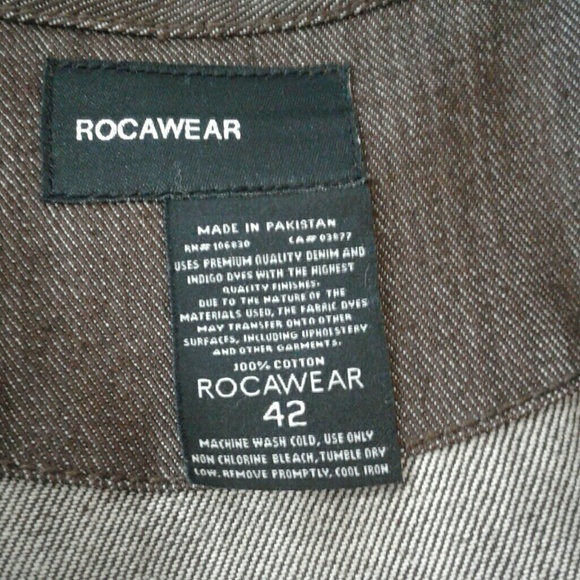 ROCAWEAR
MADE IN PAKISTAN
RN# 106830 CA# 03877
USES PREMIUM QUALITY DENIM AND
INDIGO DYES WITH THE HIGHEST
QUALITY FINISHES.
DUE TO THE NATURE OF THE
MATERIALS USED, THE FABRIC DYES
MAY TRANSFER ONTO OTHER
SURFACES, INCLUDING UPHOLSTERY
AND OTHER GARMENTS.
100% COTTON
ROCAWEAR
42
MACHINE WASH COLD, USE ONLY
NON CHLORINE BLEACH, TUMBLE DRY
LOW, REMOVE PROMPTLY, COOL IRON